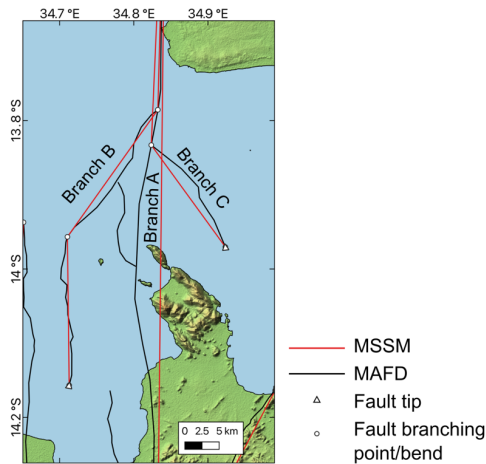 34.7 °E 34.8 °E 34.9 °E
13.8 °S
14 °S
14.2 °S
Branch B
Branch A
Branch C
0 2.5 5 km
MSSM
MAFD
Fault tip
Fault branching
point/bend